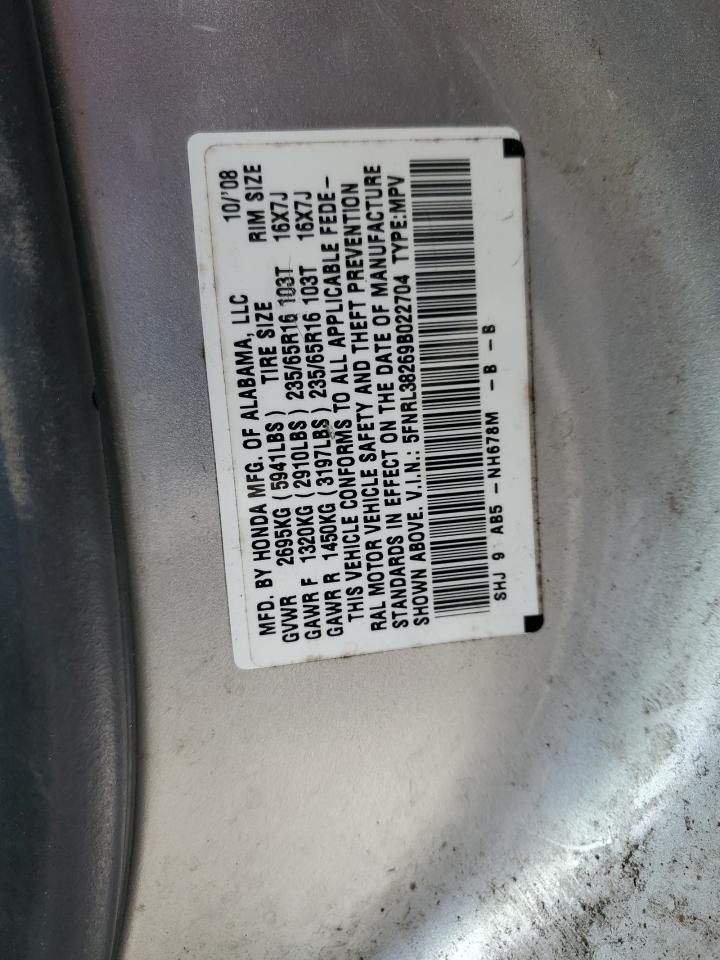 MFD. BY HONDA MFG. OF ALABAMA, LLC 10/'08
GVWR 2695KG (5941LBS) TIRE SIZE RIM SIZE
GAWR F 1320KG (2910LBS) 235/65R16 103T 16X7J
GAWR R 1450KG (3197LBS) 235/65R16 103T 16X7J
THIS VEHICLE CONFORMS TO ALL APPLICABLE FEDE-
RAL MOTOR VEHICLE SAFETY AND THEFT PREVENTION
STANDARDS IN EFFECT ON THE DATE OF MANUFACTURE
SHOWN ABOVE. V.I.N.: 5FNRL38269B022704 TYPE:MPV
SHJ 9 AB5 -NH678M -B -B